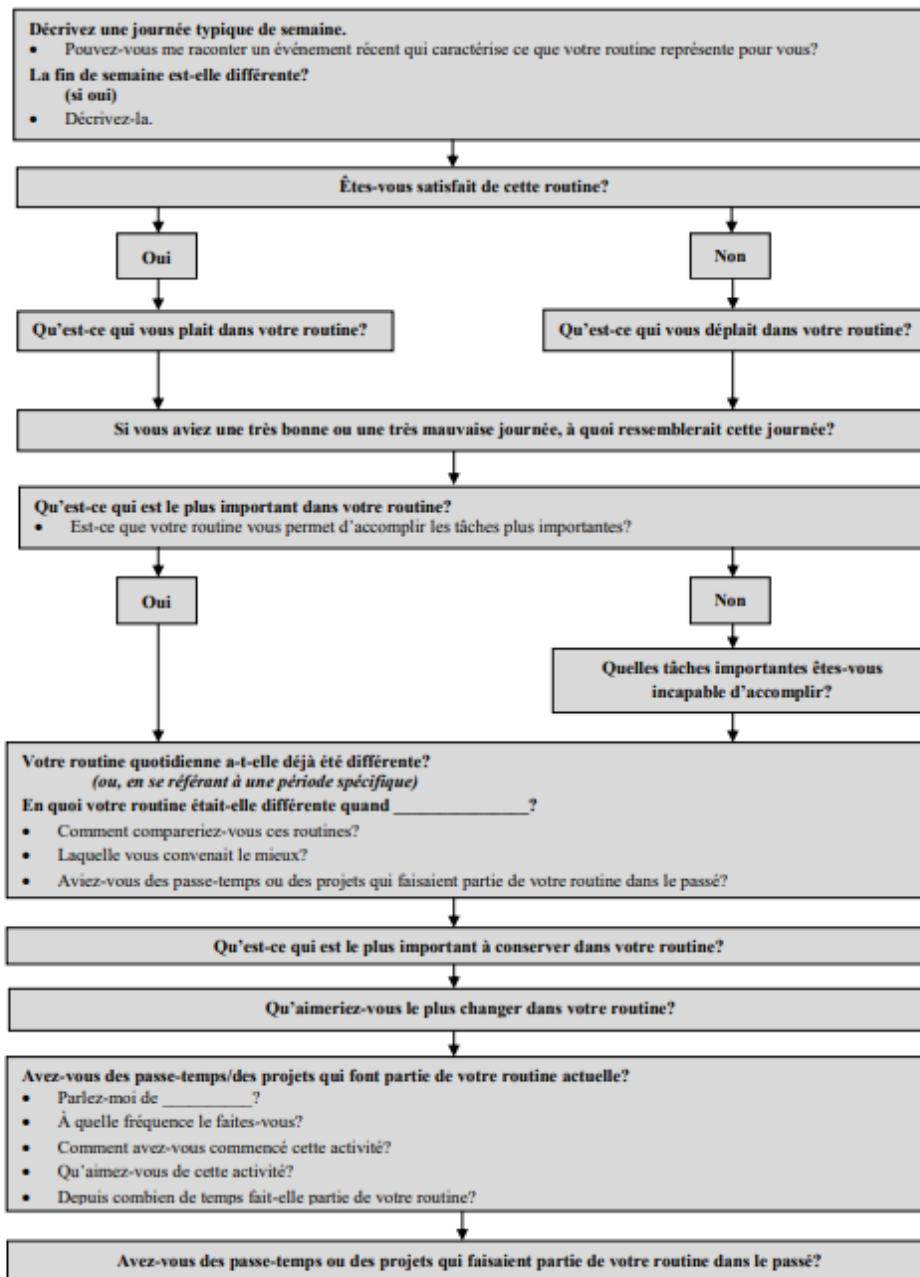 Décrivez une journée typique de semaine.
• Pouvez-vous me raconter un événement récent qui caractérise ce que votre routine représente pour vous?
La fin de semaine est-elle différente?
(si oui)
• Décrivez-la.
Êtes-vous satisfait de cette routine?
Oui
Non
Qu'est-ce qui vous plait dans votre routine?
Qu'est-ce qui vous déplait dans votre routine?
Si vous aviez une très bonne ou une très mauvaise journée, à quoi ressemblerait cette journée?
Qu'est-ce qui est le plus important dans votre routine?
• Est-ce que votre routine vous permet d'accomplir les tâches plus importantes?
Oui
Non
Quelles tâches importantes êtes-vous
incapable d'accomplir?
Votre routine quotidienne a-t-elle déjà été différente?
(ou, en se référant à une période spécifique)
En quoi votre routine était-elle différente quand _______________?
• Comment compareriez-vous ces routines?
• Laquelle vous convenait le mieux?
• Aviez-vous des passe-temps ou des projets qui faisaient partie de votre routine dans le passé?
Qu'est-ce qui est le plus important à conserver dans votre routine?
Qu'aimeriez-vous le plus changer dans votre routine?
Avez-vous des passe-temps/des projets qui font partie de votre routine actuelle?
• Parlez-moi de __________?
• À quelle fréquence le faites-vous?
• Comment avez-vous commencé cette activité?
• Qu'aimez-vous de cette activité?
• Depuis combien de temps fait-elle partie de votre routine?
Avez-vous des passe-temps ou des projets qui faisaient partie de votre routine dans le passé?